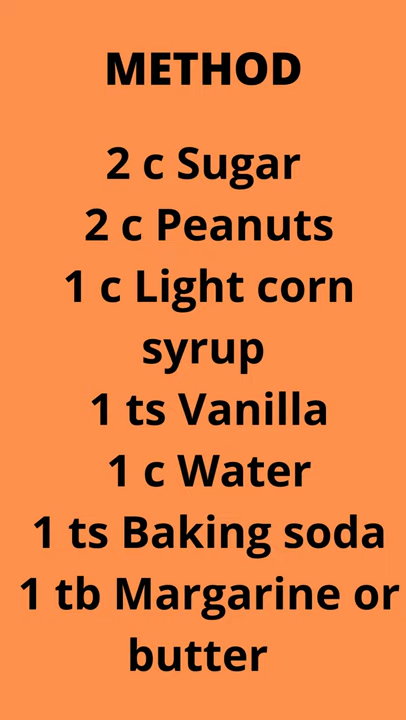 METHOD
2 c Sugar
2 c Peanuts
1 c Light corn
syrup
1 ts Vanilla
1 c Water
1 ts Baking soda
1 tb Margarine or
butter